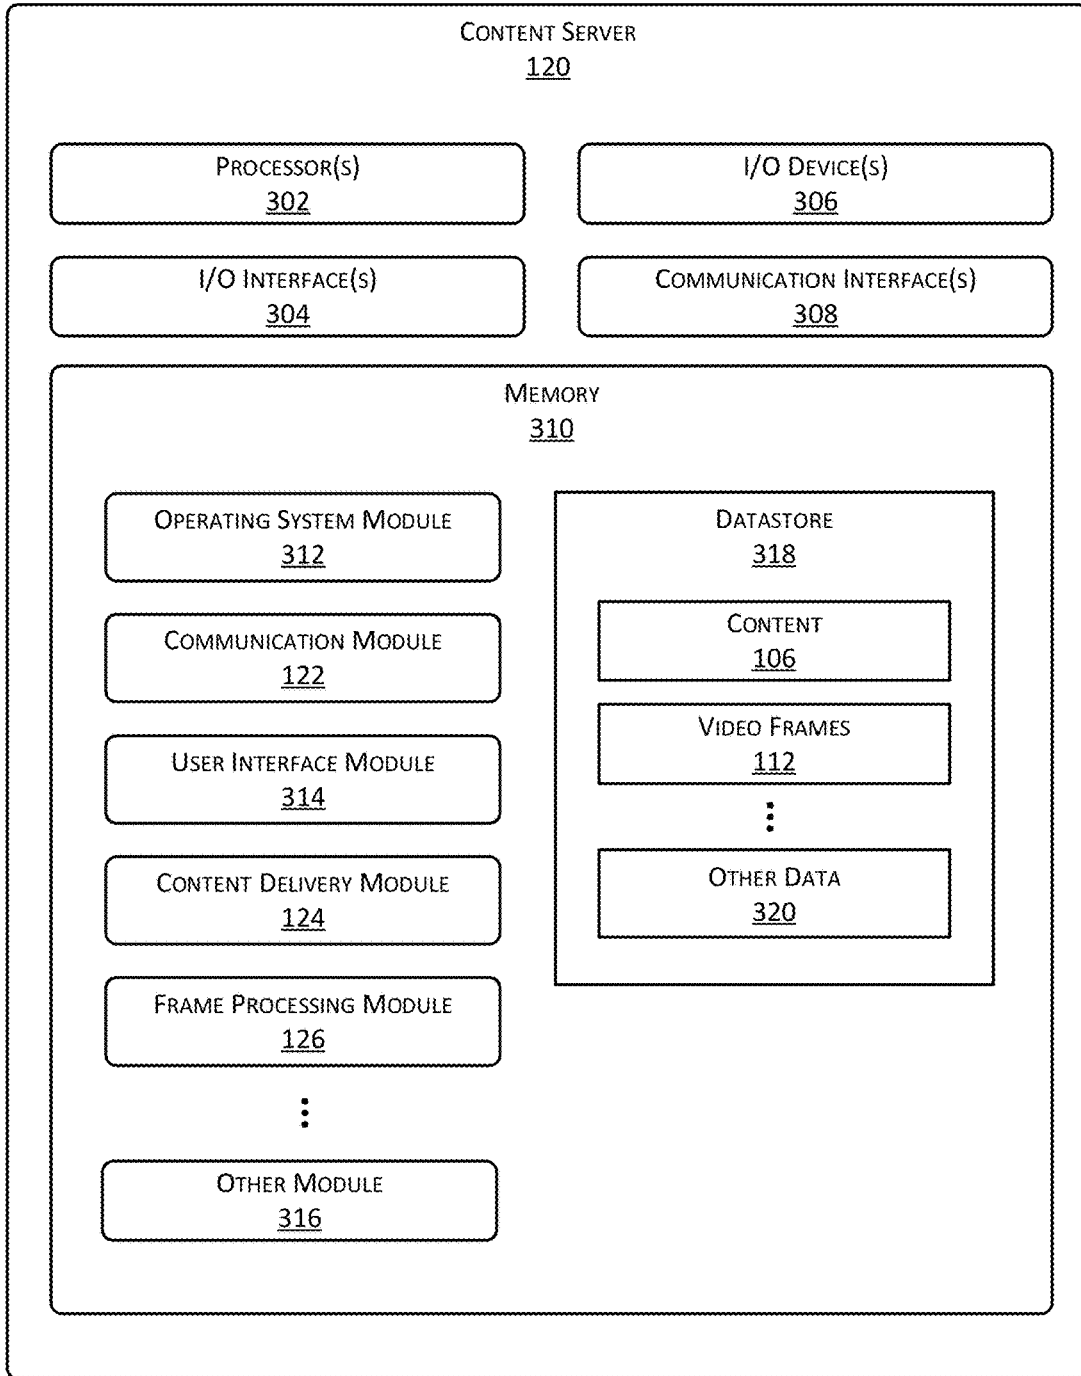 CONTENT SERVER
120
PROCESSOR(S)
302
I/O DEVICE(S)
306
I/O INTERFACE(S)
304
COMMUNICATION INTERFACE(S)
308
MEMORY
310
OPERATING SYSTEM MODULE
312
COMMUNICATION MODULE
122
USER INTERFACE MODULE
314
CONTENT DELIVERY MODULE
124
FRAME PROCESSING MODULE
126
OTHER MODULE
316
DATASTORE
318
CONTENT
106
VIDEO FRAMES
112
OTHER DATA
320